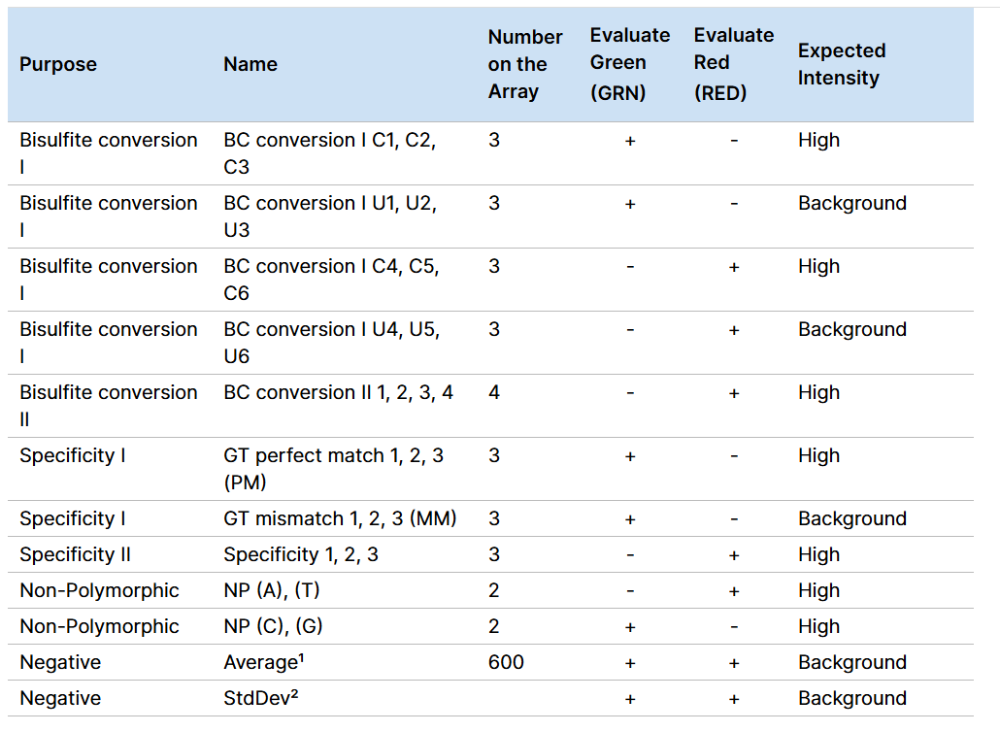 Purpose Name Number on the Array Evaluate Green (GRN) Evaluate Red (RED) Expected Intensity
Bisulfite conversion I BC conversion I C1, C2, C3 3 + - High
Bisulfite conversion I BC conversion I U1, U2, U3 3 + - Background
Bisulfite conversion I BC conversion I C4, C5, C6 3 - + High
Bisulfite conversion I BC conversion I U4, U5, U6 3 - + Background
Bisulfite conversion II BC conversion II 1, 2, 3, 4 4 - + High
Specificity I GT perfect match 1, 2, 3 (PM) 3 + - High
Specificity I GT mismatch 1, 2, 3 (MM) 3 + - Background
Specificity II Specificity 1, 2, 3 3 - + High
Non-Polymorphic NP (A), (T) 2 - + High
Non-Polymorphic NP (C), (G) 2 + - High
Negative Average¹ 600 + + Background
Negative StdDev² + + Background